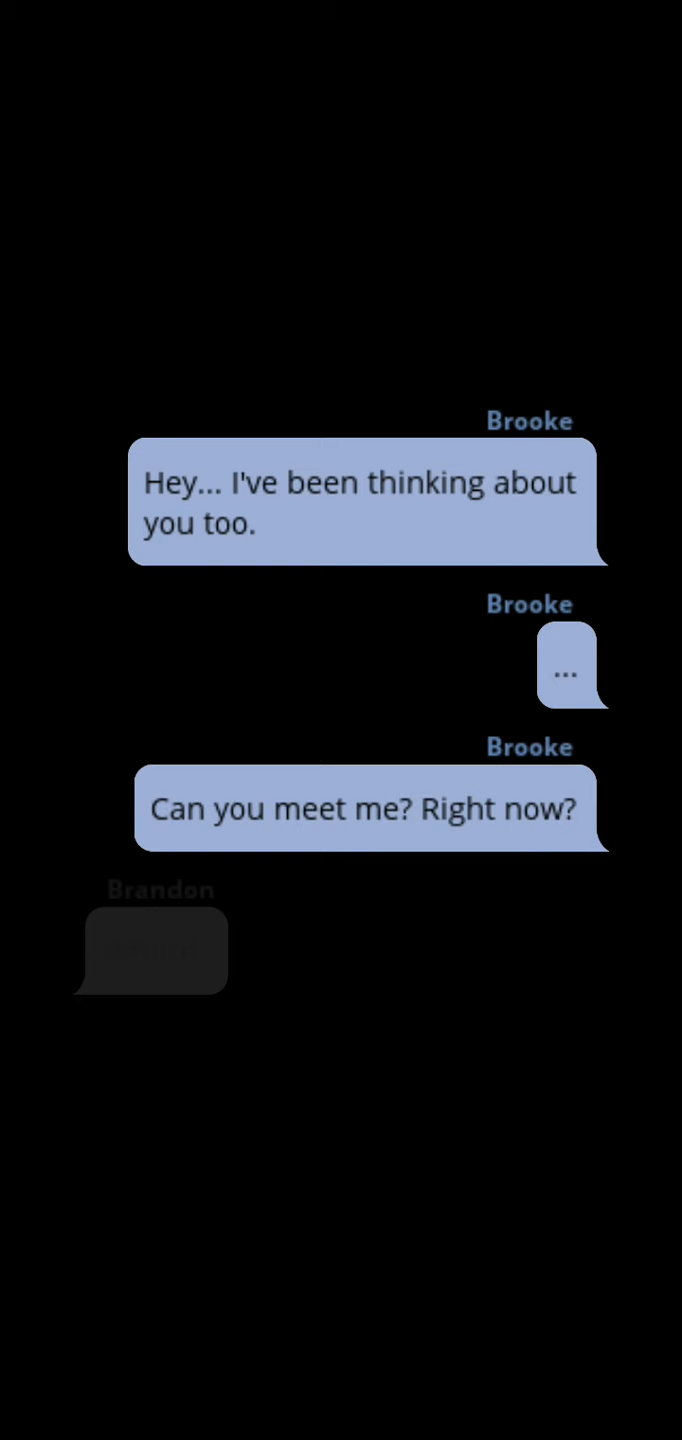 Brooke
Hey... I've been thinking about
you too.
Brooke
...
Brooke
Can you meet me? Right now?
Brandon